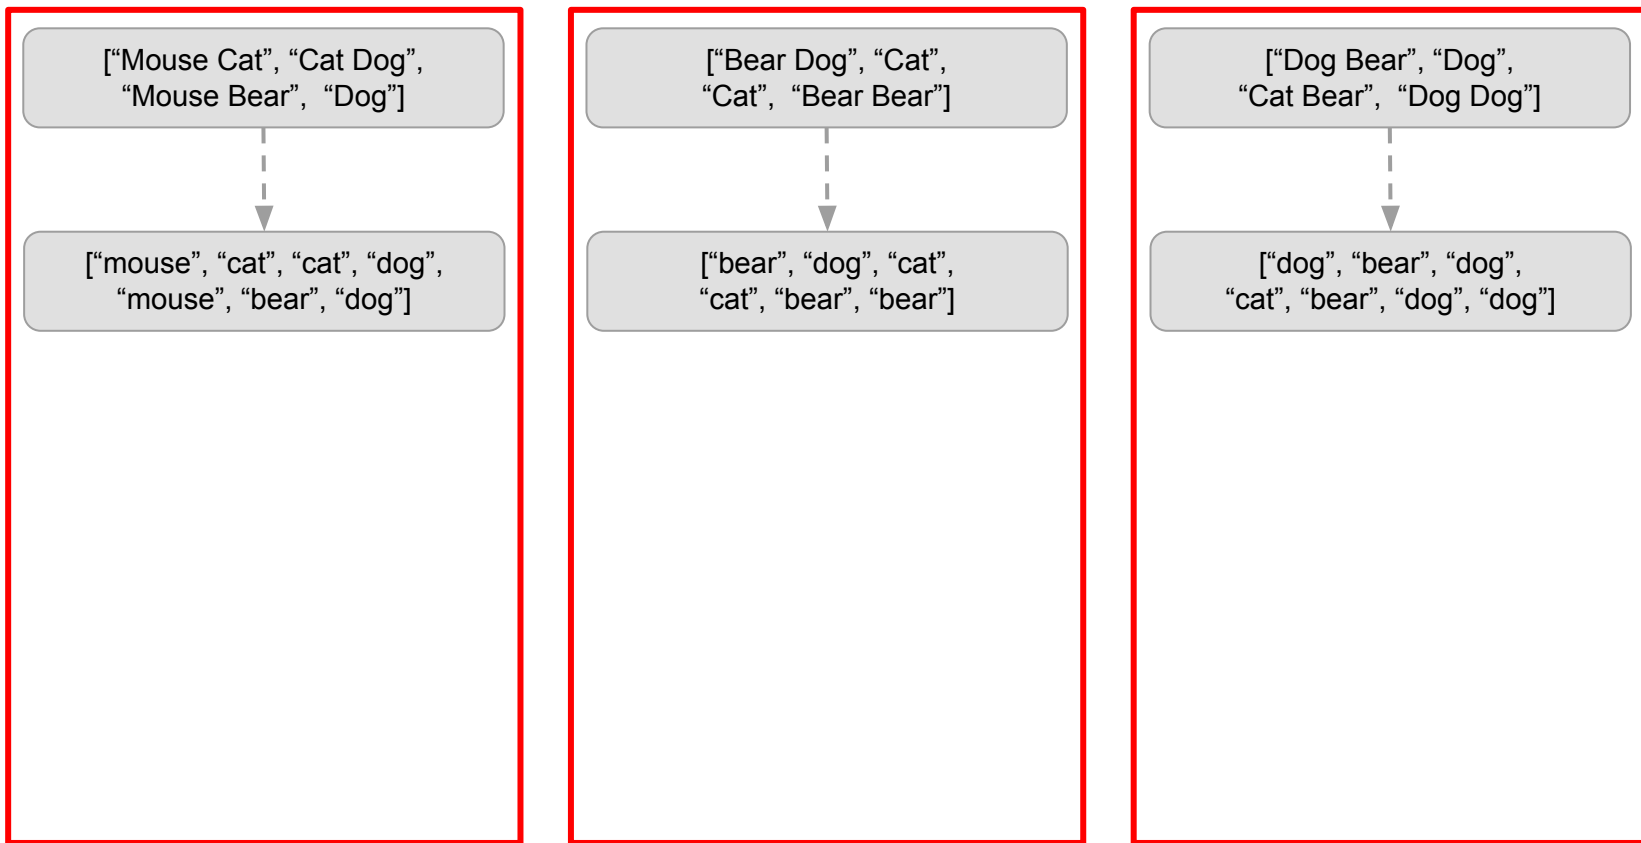 [“Mouse Cat”, “Cat Dog”,
“Mouse Bear”,  “Dog”]
[“mouse”, “cat”, “cat”, “dog”,
“mouse”, “bear”, “dog”]
[“Bear Dog”, “Cat”,
“Cat”,  “Bear Bear”]
[“bear”, “dog”, “cat”,
“cat”, “bear”, “bear”]
[“Dog Bear”, “Dog”,
“Cat Bear”,  “Dog Dog”]
[“dog”, “bear”, “dog”,
“cat”, “bear”, “dog”, “dog”]